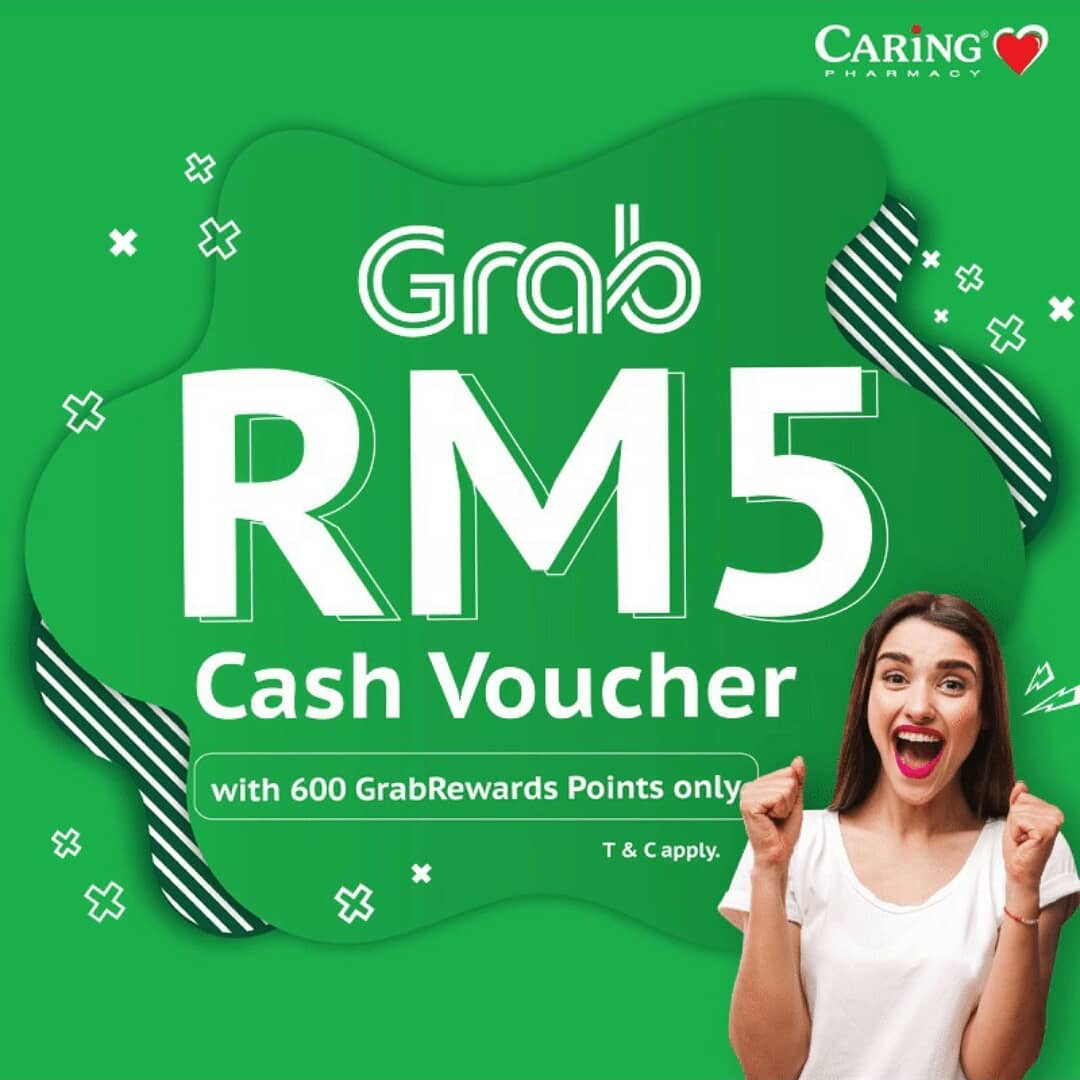 CARiNG®
PHARMACY
Grab
RM5
Cash Voucher
with 600 GrabRewards Points only
T & C apply.